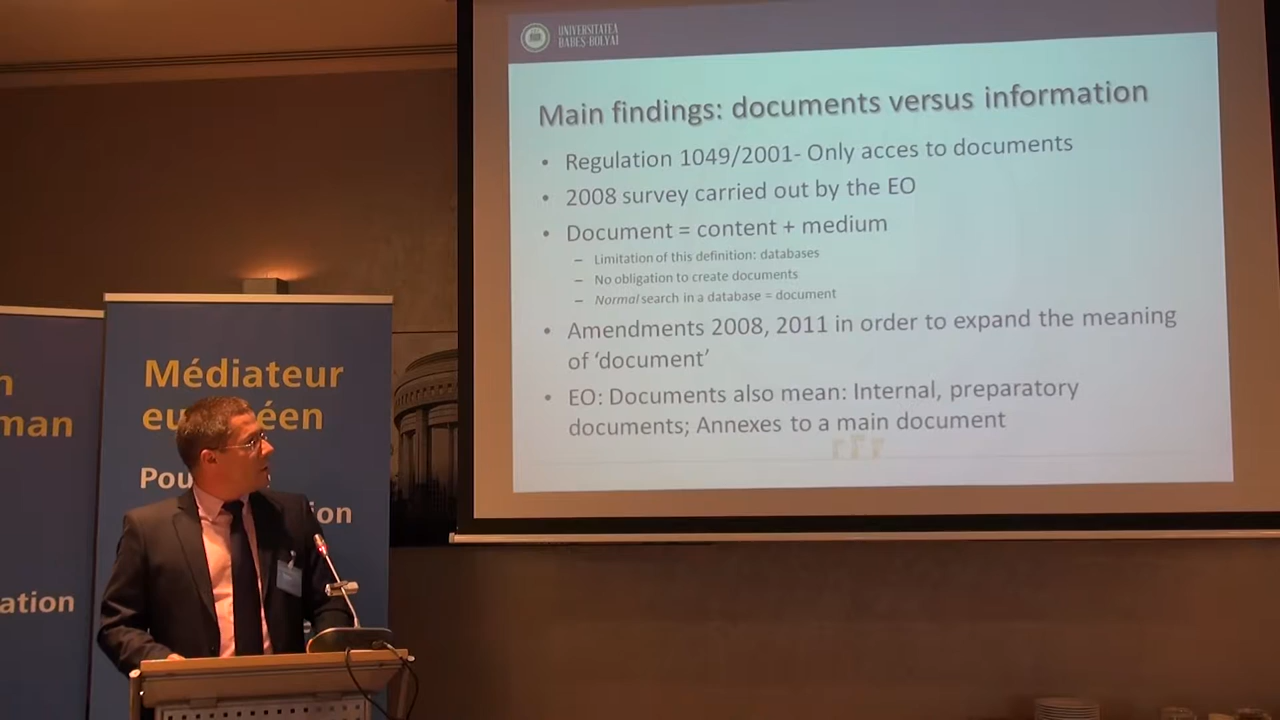 UNIVERSITATEA
BABEȘ-BOLYAI
Main findings: documents versus information
• Regulation 1049/2001- Only acces to documents
• 2008 survey carried out by the EO
• Document = content + medium
– Limitation of this definition: databases
– No obligation to create documents
– Normal search in a database = document
• Amendments 2008, 2011 in order to expand the meaning
of ‘document’
• EO: Documents also mean: Internal, preparatory
documents; Annexes to a main document
Médiateur
eu éen
Pou
ion
n
man
ation